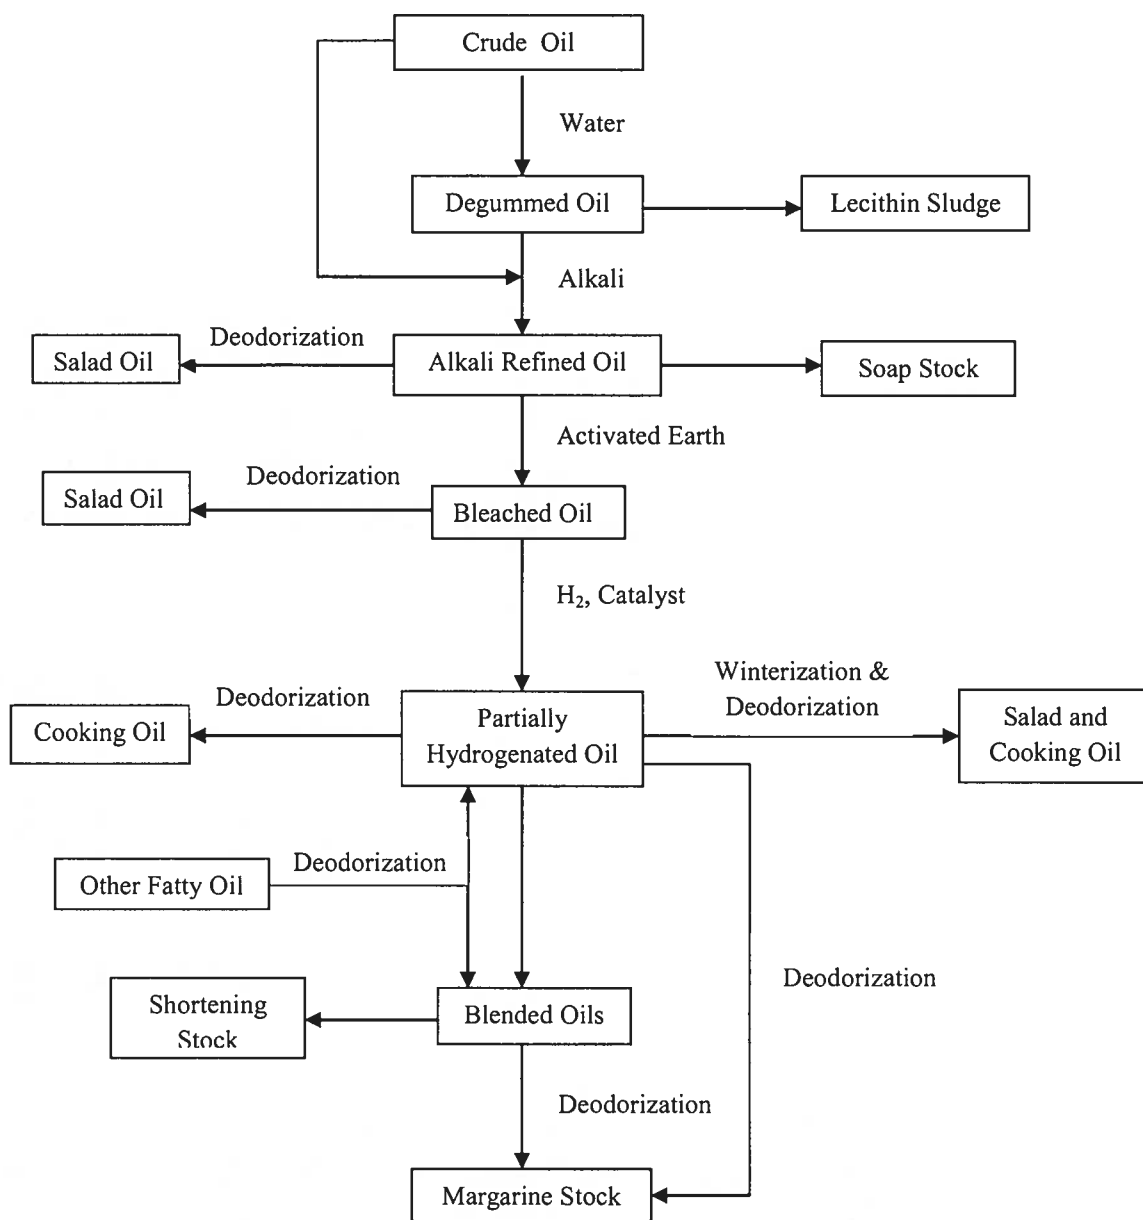 Crude Oil
Water
Degummed Oil
Lecithin Sludge
Alkali
Deodorization
Salad Oil
Alkali Refined Oil
Soap Stock
Activated Earth
Deodorization
Salad Oil
Bleached Oil
H₂, Catalyst
Winterization &
Deodorization
Deodorization
Cooking Oil
Partially
Hydrogenated Oil
Salad and
Cooking Oil
Deodorization
Other Fatty Oil
Deodorization
Shortening
Stock
Blended Oils
Deodorization
Margarine Stock